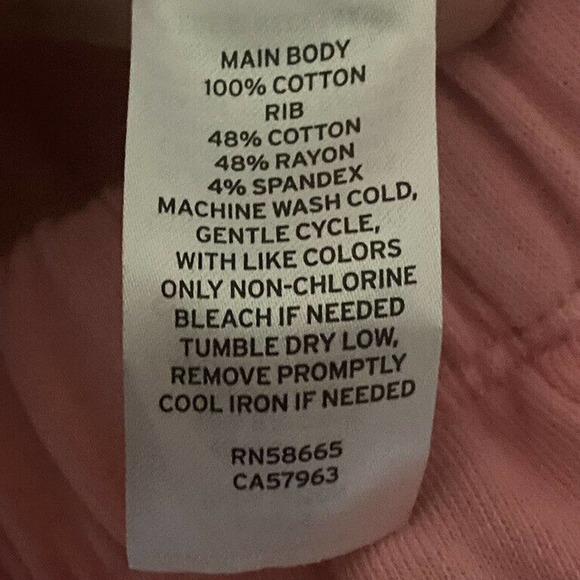 MAIN BODY
100% COTTON
RIB
48% COTTON
48% RAYON
4% SPANDEX
MACHINE WASH COLD,
GENTLE CYCLE,
WITH LIKE COLORS
ONLY NON-CHLORINE
BLEACH IF NEEDED
TUMBLE DRY LOW,
REMOVE PROMPTLY
COOL IRON IF NEEDED
RN58665
CA57963